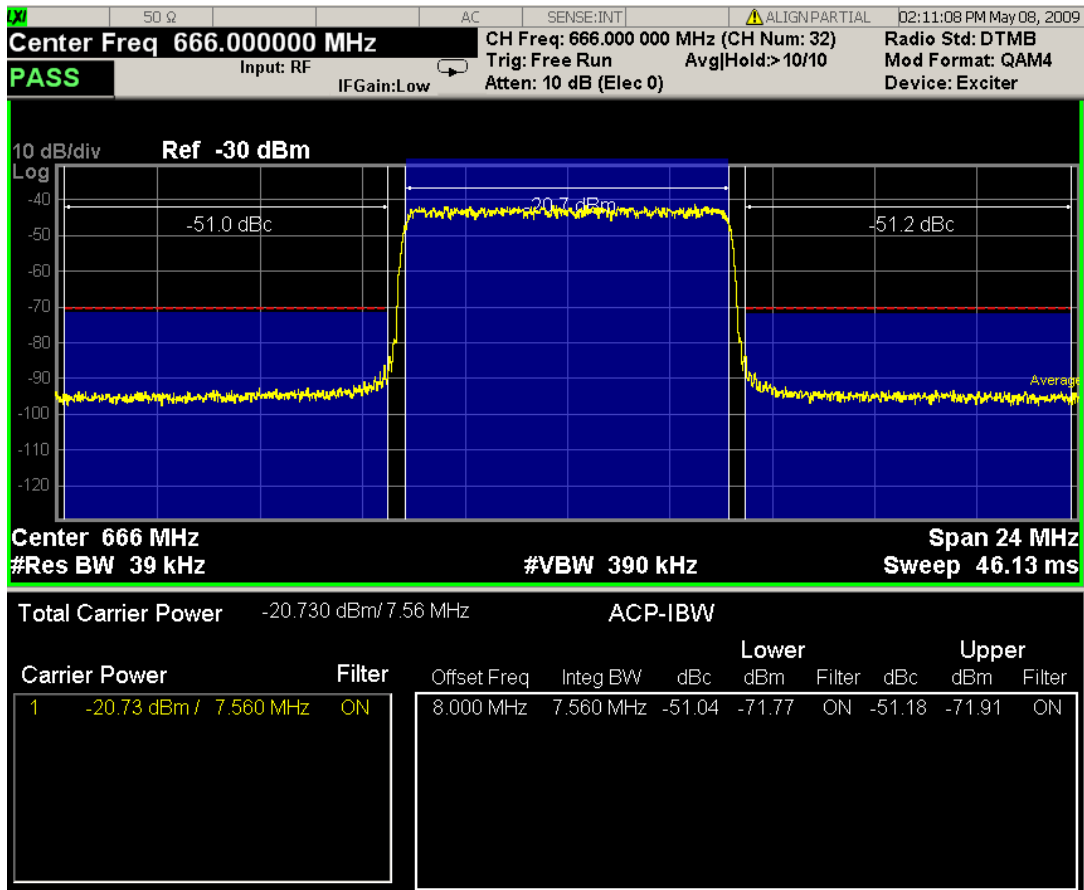 LXI 50 Ω AC SENSE:INT ALIGN PARTIAL 02:11:08 PM May 08, 2009
Center Freq 666.000000 MHz CH Freq: 666.000 000 MHz (CH Num: 32) Radio Std: DTMB
PASS Input: RF Trig: Free Run Avg|Hold:>10/10 Mod Format: QAM4
IFGain:Low Atten: 10 dB (Elec 0) Device: Exciter
10 dB/div Ref -30 dBm
Log
-40
-20.7 dBm
-51.0 dBc -51.2 dBc
-50
-60
-70
-80
-90
Average
-100
-110
-120
Center 666 MHz Span 24 MHz
#Res BW 39 kHz #VBW 390 kHz Sweep 46.13 ms
Total Carrier Power -20.730 dBm/ 7.56 MHz ACP-IBW
Lower Upper
Carrier Power Filter Offset Freq Integ BW dBc dBm Filter dBc dBm Filter
1 -20.73 dBm / 7.560 MHz ON 8.000 MHz 7.560 MHz -51.04 -71.77 ON -51.18 -71.91 ON